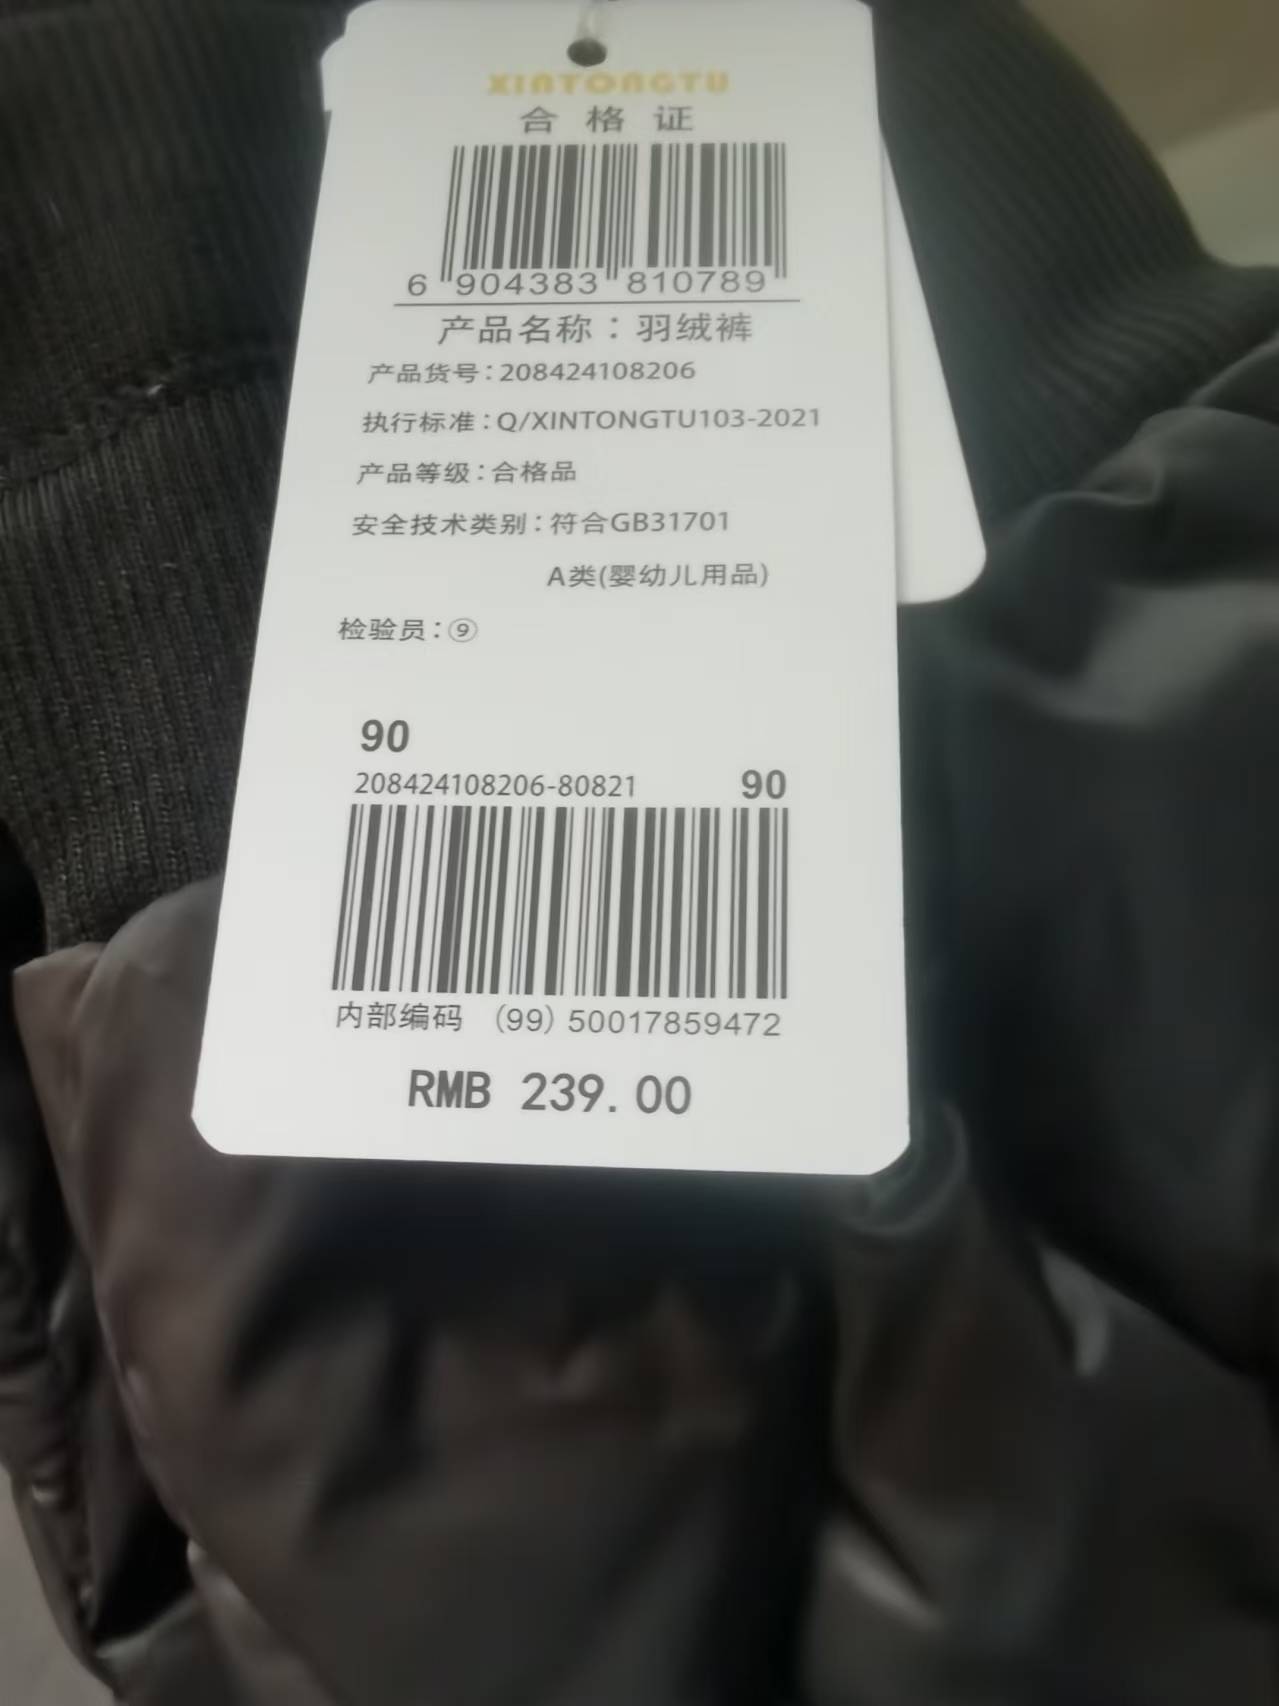 XINTONGTU
合格证
6 904383 810789
产品名称：羽绒裤
产品货号：208424108206
执行标准：Q/XINTONGTU103-2021
产品等级：合格品
安全技术类别：符合GB31701
A类(婴幼儿用品)
检验员：⑨
90
208424108206-80821 90
内部编码 (99) 50017859472
RMB 239.00